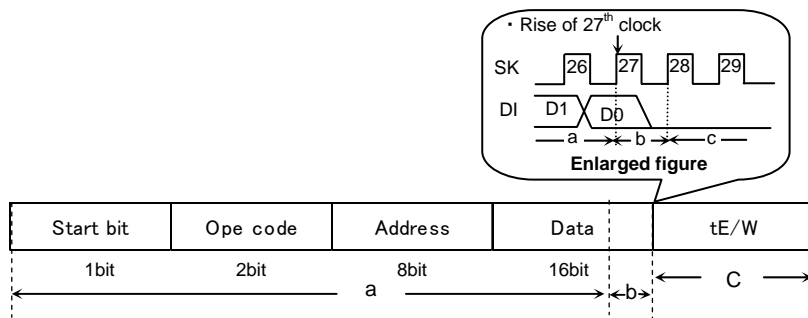 ・Rise of 27th clock
SK 26 27 28 29
DI D1 D0
a b c
Enlarged figure
Start bit Ope code Address Data tE/W
1bit 2bit 8bit 16bit
a b C